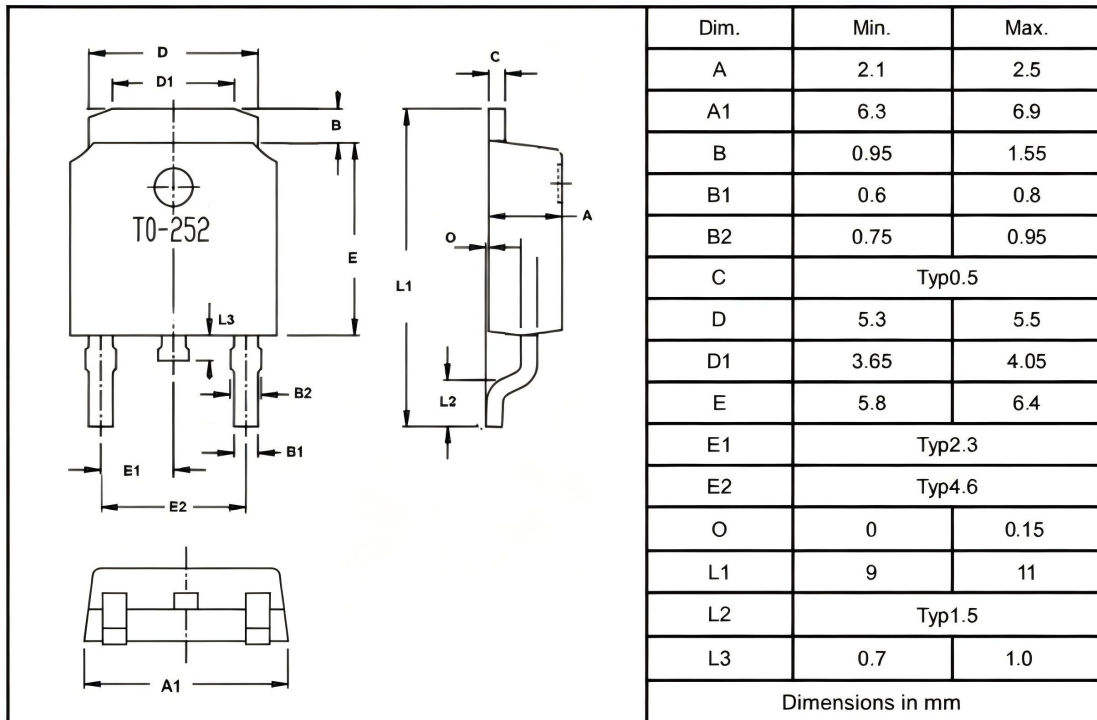 D
D1
B
C
TO-252
E
L3
B2
B1
E1
E2
A1
L1
O
A
L2
Dim. Min. Max.
A 2.1 2.5
A1 6.3 6.9
B 0.95 1.55
B1 0.6 0.8
B2 0.75 0.95
C Typ0.5
D 5.3 5.5
D1 3.65 4.05
E 5.8 6.4
E1 Typ2.3
E2 Typ4.6
O 0 0.15
L1 9 11
L2 Typ1.5
L3 0.7 1.0
Dimensions in mm